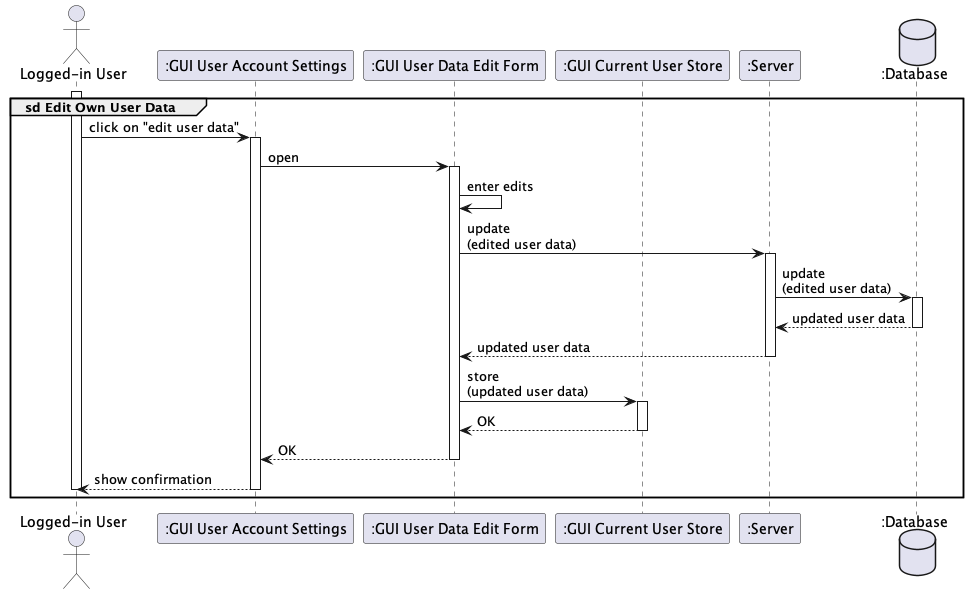 Logged-in User
:GUI User Account Settings
:GUI User Data Edit Form
:GUI Current User Store
:Server
:Database
sd Edit Own User Data
click on "edit user data"
open
enter edits
update
(edited user data)
update
(edited user data)
updated user data
updated user data
store
(updated user data)
OK
OK
show confirmation
Logged-in User
:GUI User Account Settings
:GUI User Data Edit Form
:GUI Current User Store
:Server
:Database